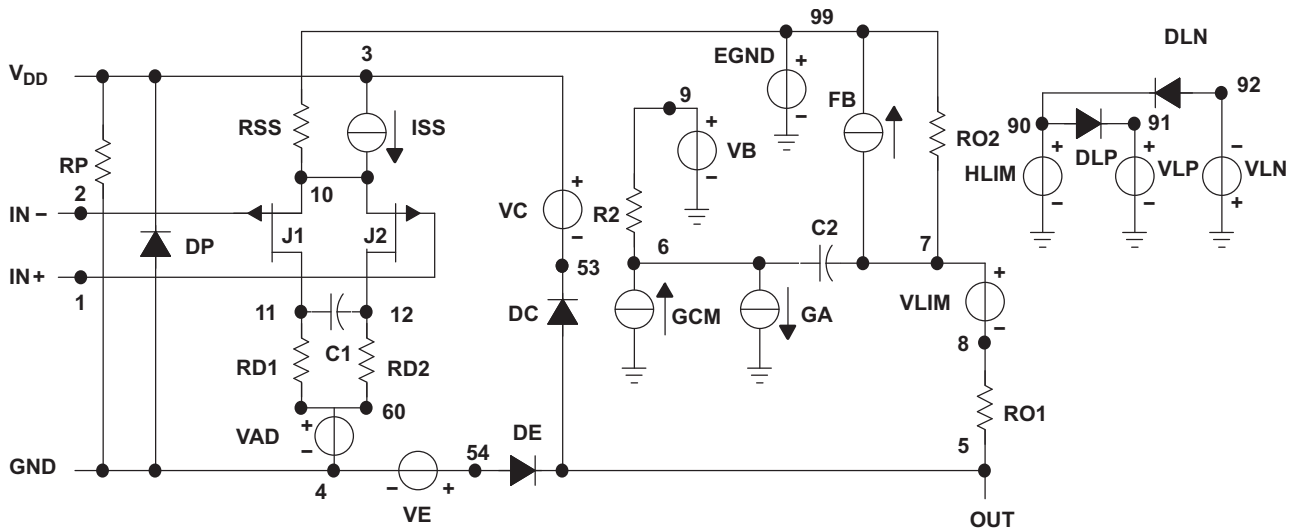 99
3
EGND
DLN
V_DD
9
FB
92
RSS
ISS
90
91
VB
RO2
RP
DLP
10
HLIM
VLP
VLN
2
VC
R2
C2
IN −
J1
J2
6
7
DP
53
IN +
VLIM
1
11
12
DC
GCM
GA
C1
8
RD1
RD2
RO1
60
VAD
DE
5
54
GND
4
VE
OUT
+
−
+
−
+
−
+
−
+
−
−
+
+
−
+
−
+
−
−
+